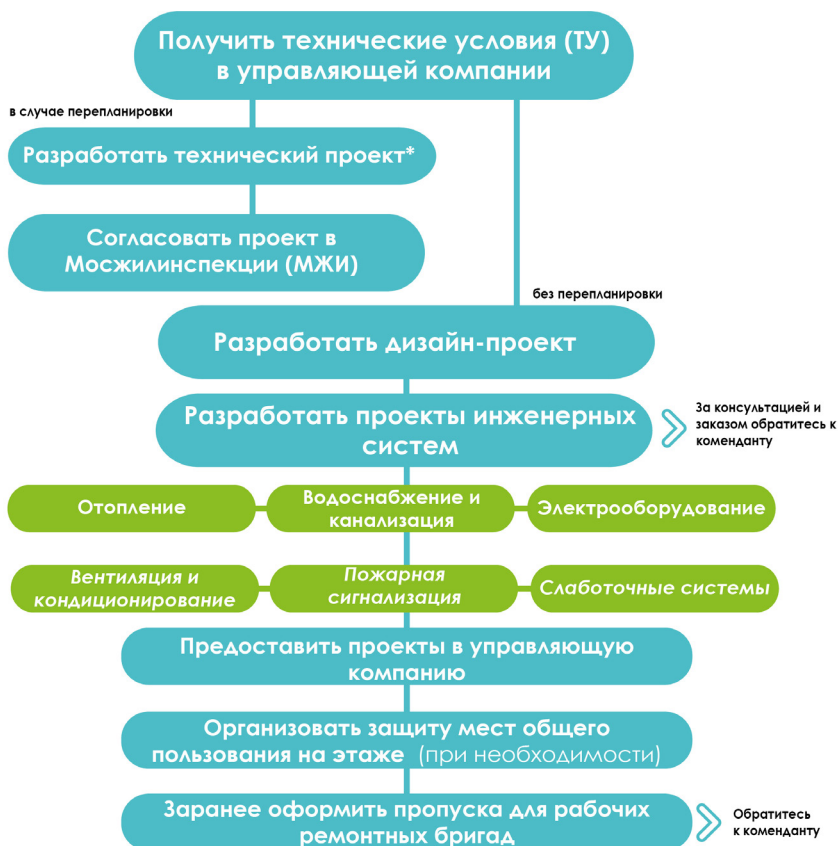 Получить технические условия (ТУ)
в управляющей компании
в случае перепланировки
Разработать технический проект*
Согласовать проект в
Мосжилинспекции (МЖИ)
без перепланировки
Разработать дизайн-проект
Разработать проекты инженерных
систем
За консультацией и
заказом обратитесь к
коменданту
Отопление
Водоснабжение и
канализация
Электрооборудование
Вентиляция и
кондиционирование
Пожарная
сигнализация
Слаботочные системы
Предоставить проекты в управляющую
компанию
Организовать защиту мест общего
пользования на этаже (при необходимости)
Заранее оформить пропуска для рабочих
ремонтных бригад
Обратитесь
к коменданту